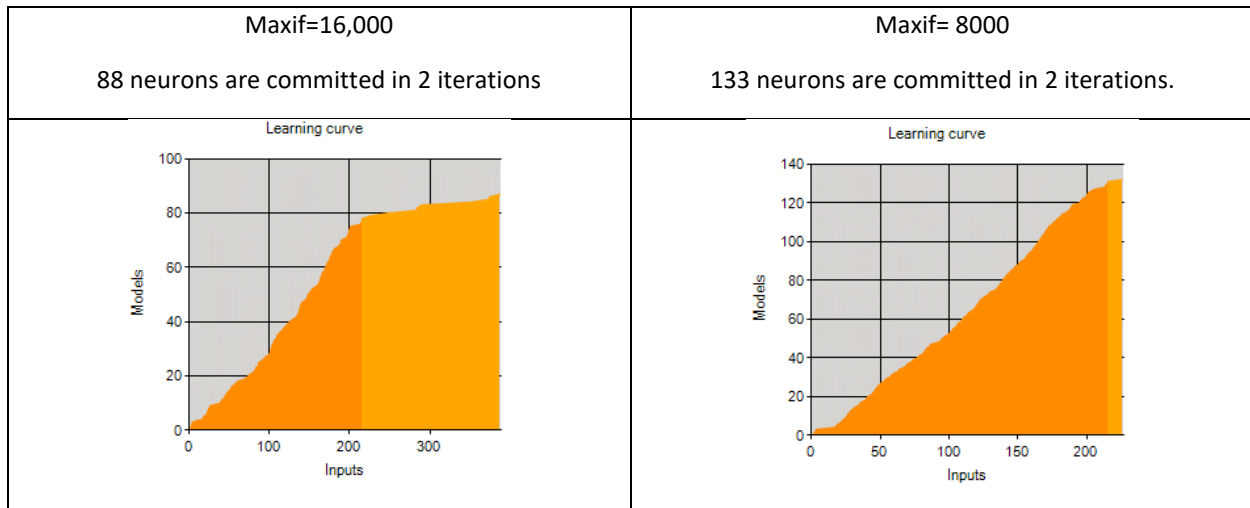 Maxif=16,000
88 neurons are committed in 2 iterations
Maxif= 8000
133 neurons are committed in 2 iterations.
Learning curve
100
80
60
40
20
0
Models
0 100 200 300
Inputs
Learning curve
140
120
100
80
60
40
20
0
Models
0 50 100 150 200
Inputs